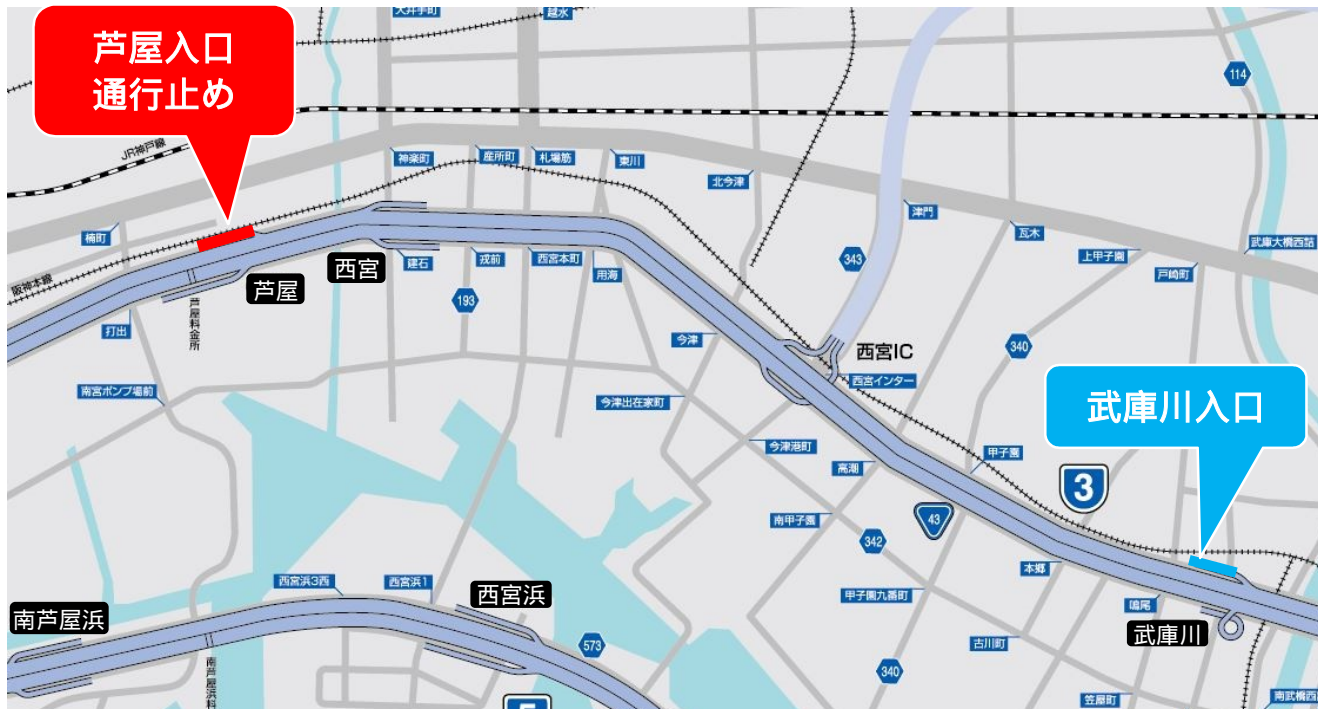 芦屋入口
通行止め
大井手町
越水
114
JR神戸線
神楽町
産所町
札場筋
東川
北今津
津門
瓦木
武庫大橋西詰
楠町
阪神本線
芦屋
西宮
建石
戎前
西宮本町
用海
343
上甲子園
戸崎町
193
打出
芦屋料金所
今津
西宮IC
西宮インター
340
南宮ポンプ場前
今津出在家町
武庫川入口
今津港町
高潮
甲子園
3
南甲子園
43
342
本郷
西宮浜3西
西宮浜1
西宮浜
甲子園九番町
鳴尾
南芦屋浜
武庫川
573
古川町
340
南芦屋浜料
笠屋町
南武橋西
5